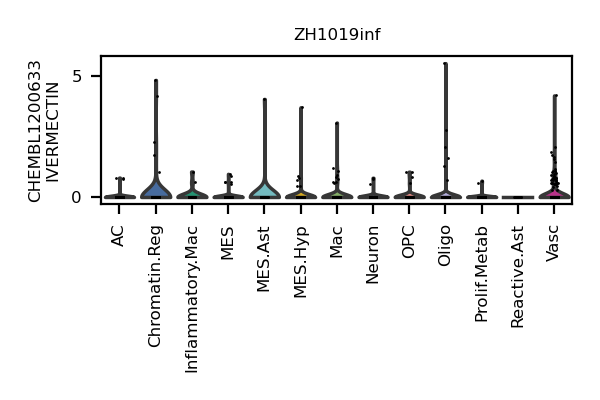 ZH1019inf
CHEMBL1200633
IVERMECTIN
5
0
AC
Chromatin.Reg
Inflammatory.Mac
MES
MES.Ast
MES.Hyp
Mac
Neuron
OPC
Oligo
Prolif.Metab
Reactive.Ast
Vasc